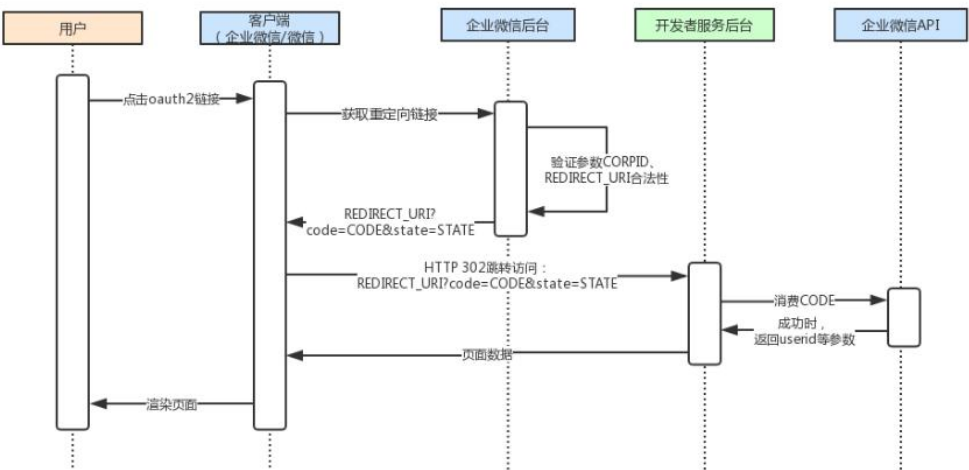 用户
客户端
（企业微信/微信）
企业微信后台
开发者服务后台
企业微信API
点击oauth2链接
获取重定向链接
验证参数CORPID、
REDIRECT_URI合法性
REDIRECT_URI?
code=CODE&state=STATE
HTTP 302跳转访问：
REDIRECT_URI?code=CODE&state=STATE
消费CODE
成功时，
返回userid等参数
页面数据
渲染页面